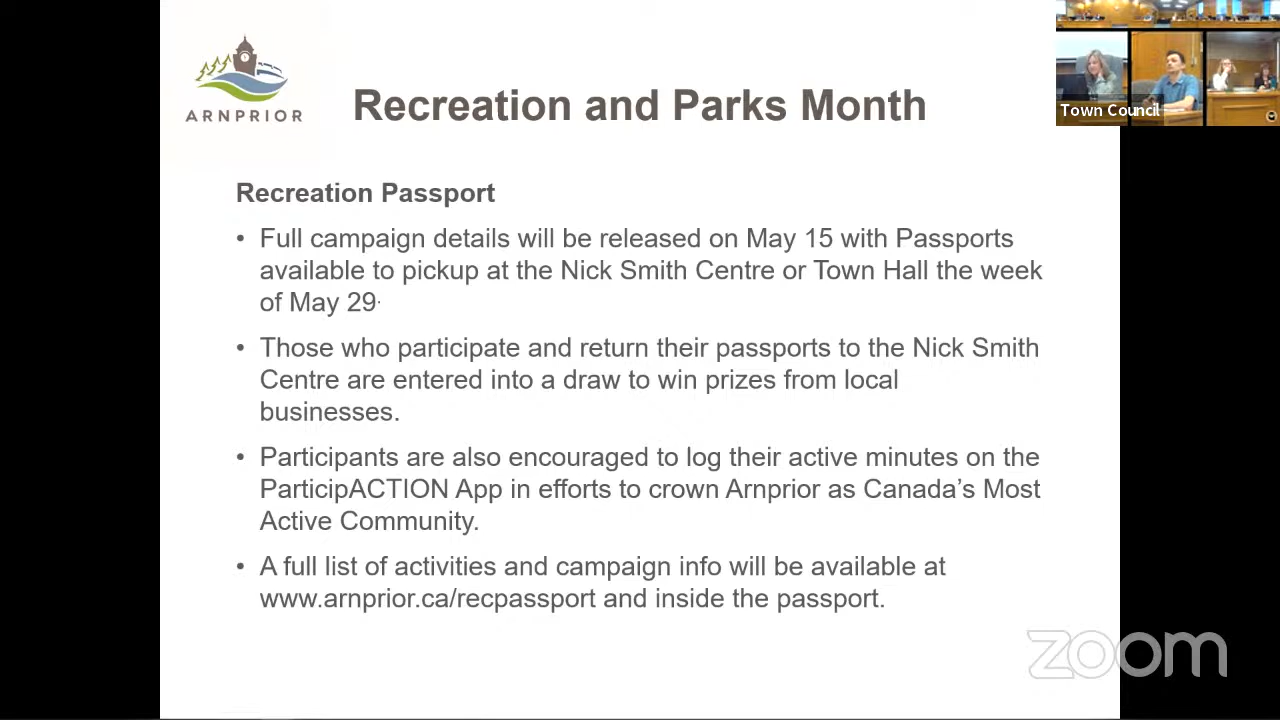 ARNPRIOR
Recreation and Parks Month
Town Council
Recreation Passport
• Full campaign details will be released on May 15 with Passports
available to pickup at the Nick Smith Centre or Town Hall the week
of May 29.
• Those who participate and return their passports to the Nick Smith
Centre are entered into a draw to win prizes from local
businesses.
• Participants are also encouraged to log their active minutes on the
ParticipACTION App in efforts to crown Arnprior as Canada’s Most
Active Community.
• A full list of activities and campaign info will be available at
www.arnprior.ca/recpassport and inside the passport.
zoom